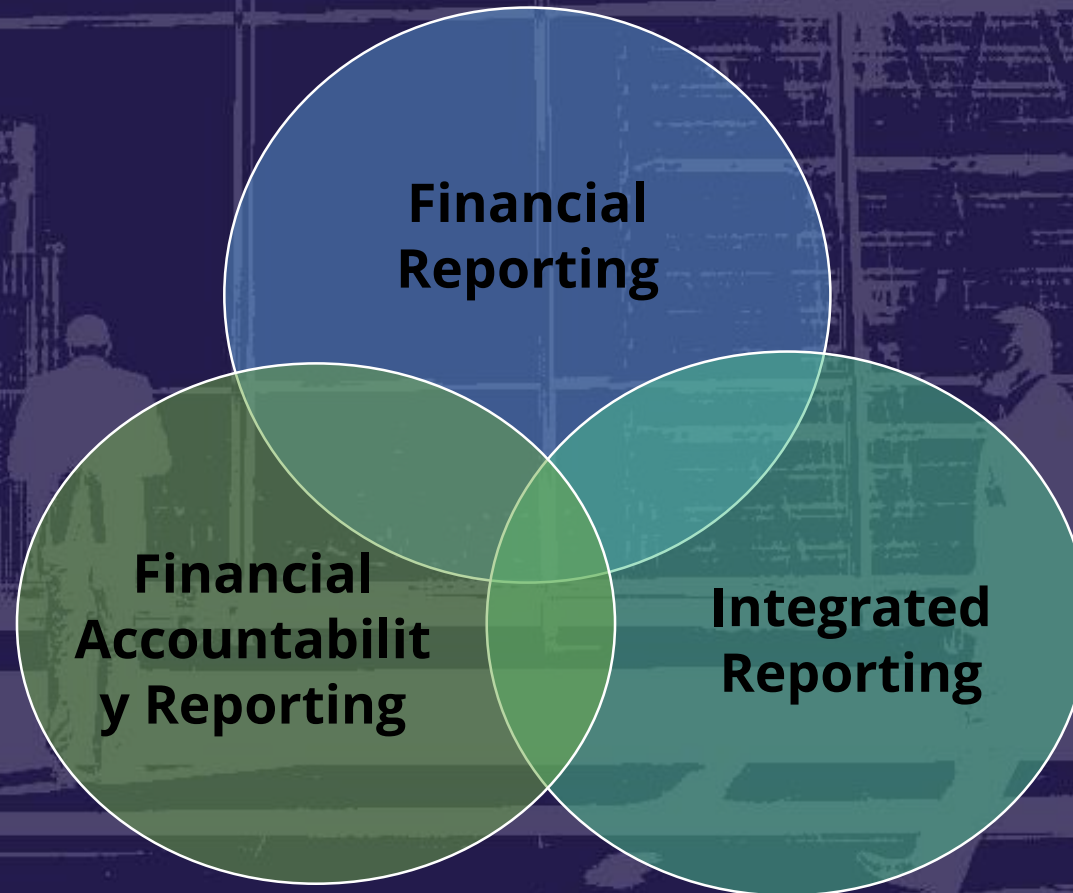 Financial
Reporting
Financial
Accountabilit
y Reporting
Integrated
Reporting